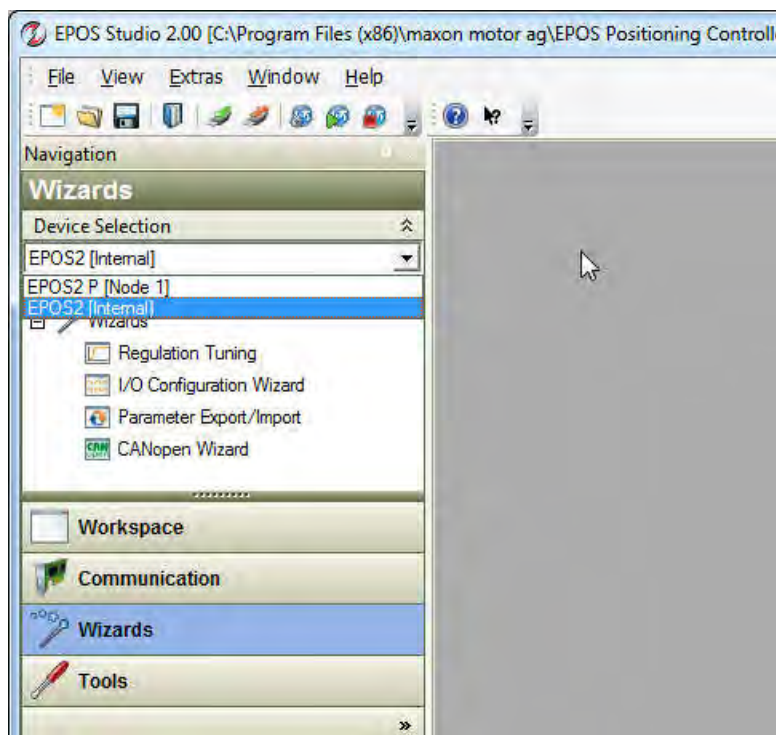 EPOS Studio 2.00 [C:\Program Files (x86)\maxon motor ag\EPOS Positioning Controll
File View Extras Window Help
Navigation
Wizards
Device Selection
EPOS2 [Internal]
EPOS2 P [Node 1]
EPOS2 [Internal]
Wizards
Regulation Tuning
I/O Configuration Wizard
Parameter Export/Import
CANopen Wizard
Workspace
Communication
Wizards
Tools
»